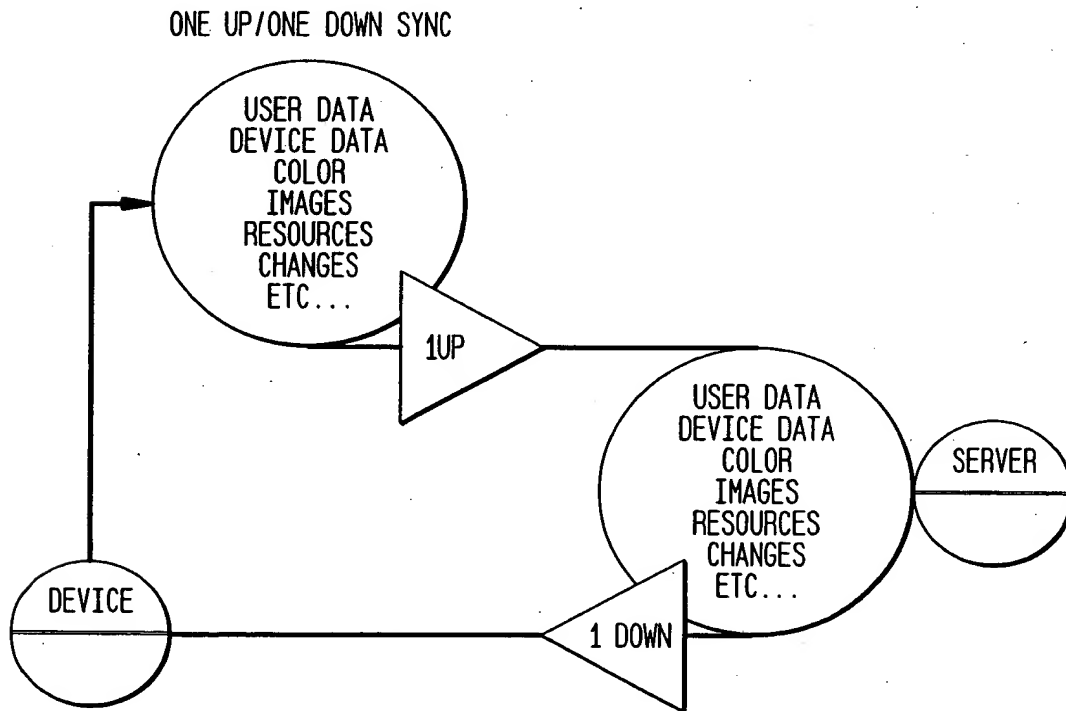 ONE UP/ONE DOWN SYNC
USER DATA
DEVICE DATA
COLOR
IMAGES
RESOURCES
CHANGES
ETC...
1UP
USER DATA
DEVICE DATA
COLOR
IMAGES
RESOURCES
CHANGES
ETC...
SERVER
DEVICE
1 DOWN